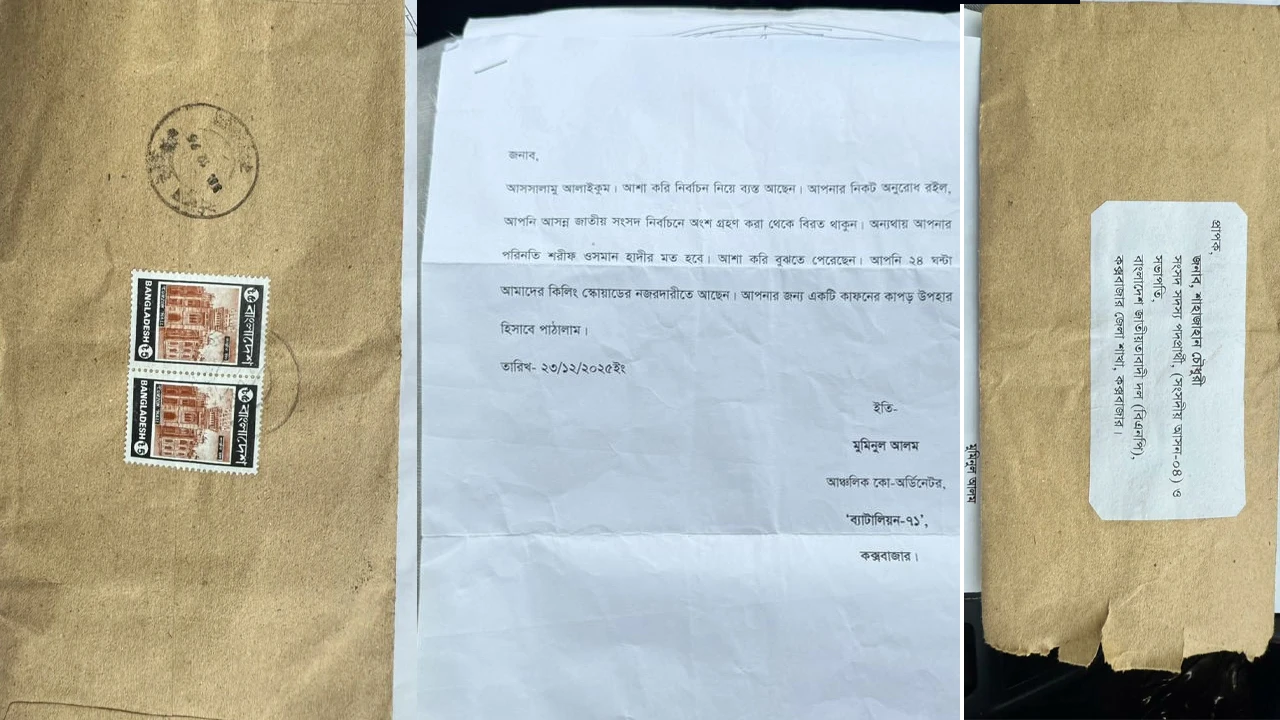 বাংলাদেশ
BANGLADESH
বাংলাদেশ
BANGLADESH
জনাব,
আসসালামু আলাইকুম। আশা করি নির্বাচন নিয়ে ব্যস্ত আছেন। আপনার নিকট অনুরোধ রইল,
আপনি আসন্ন জাতীয় সংসদ নির্বাচনে অংশ গ্রহণ করা থেকে বিরত থাকুন। অন্যথায় আপনার
পরিনতি শরীফ ওসমান হাদীর মত হবে। আশা করি বুঝতে পেরেছেন। আপনি ২৪ ঘন্টা
আমাদের কিলিং স্কোয়াডের নজরদারীতে আছেন। আপনার জন্য একটি কাফনের কাপড় উপহার
হিসাবে পাঠালাম।
তারিখ- ২৩/১২/২০২৫ইং
ইতি-
মুমিনুল আলম
আঞ্চলিক কো-অর্ডিনেটর,
‘ব্যাটালিয়ন-৭১’,
কক্সবাজার।
মুমিনুল আলম
প্রাপক,
জনাব, শাহাজাহান চৌধুরী
সংসদ সদস্য পদপ্রার্থী, (সংসদীয় আসন-০৪) ও
সভাপতি,
বাংলাদেশ জাতীয়তাবাদী দল (বিএনপি),
কক্সবাজার জেলা শাখা, কক্সবাজার।